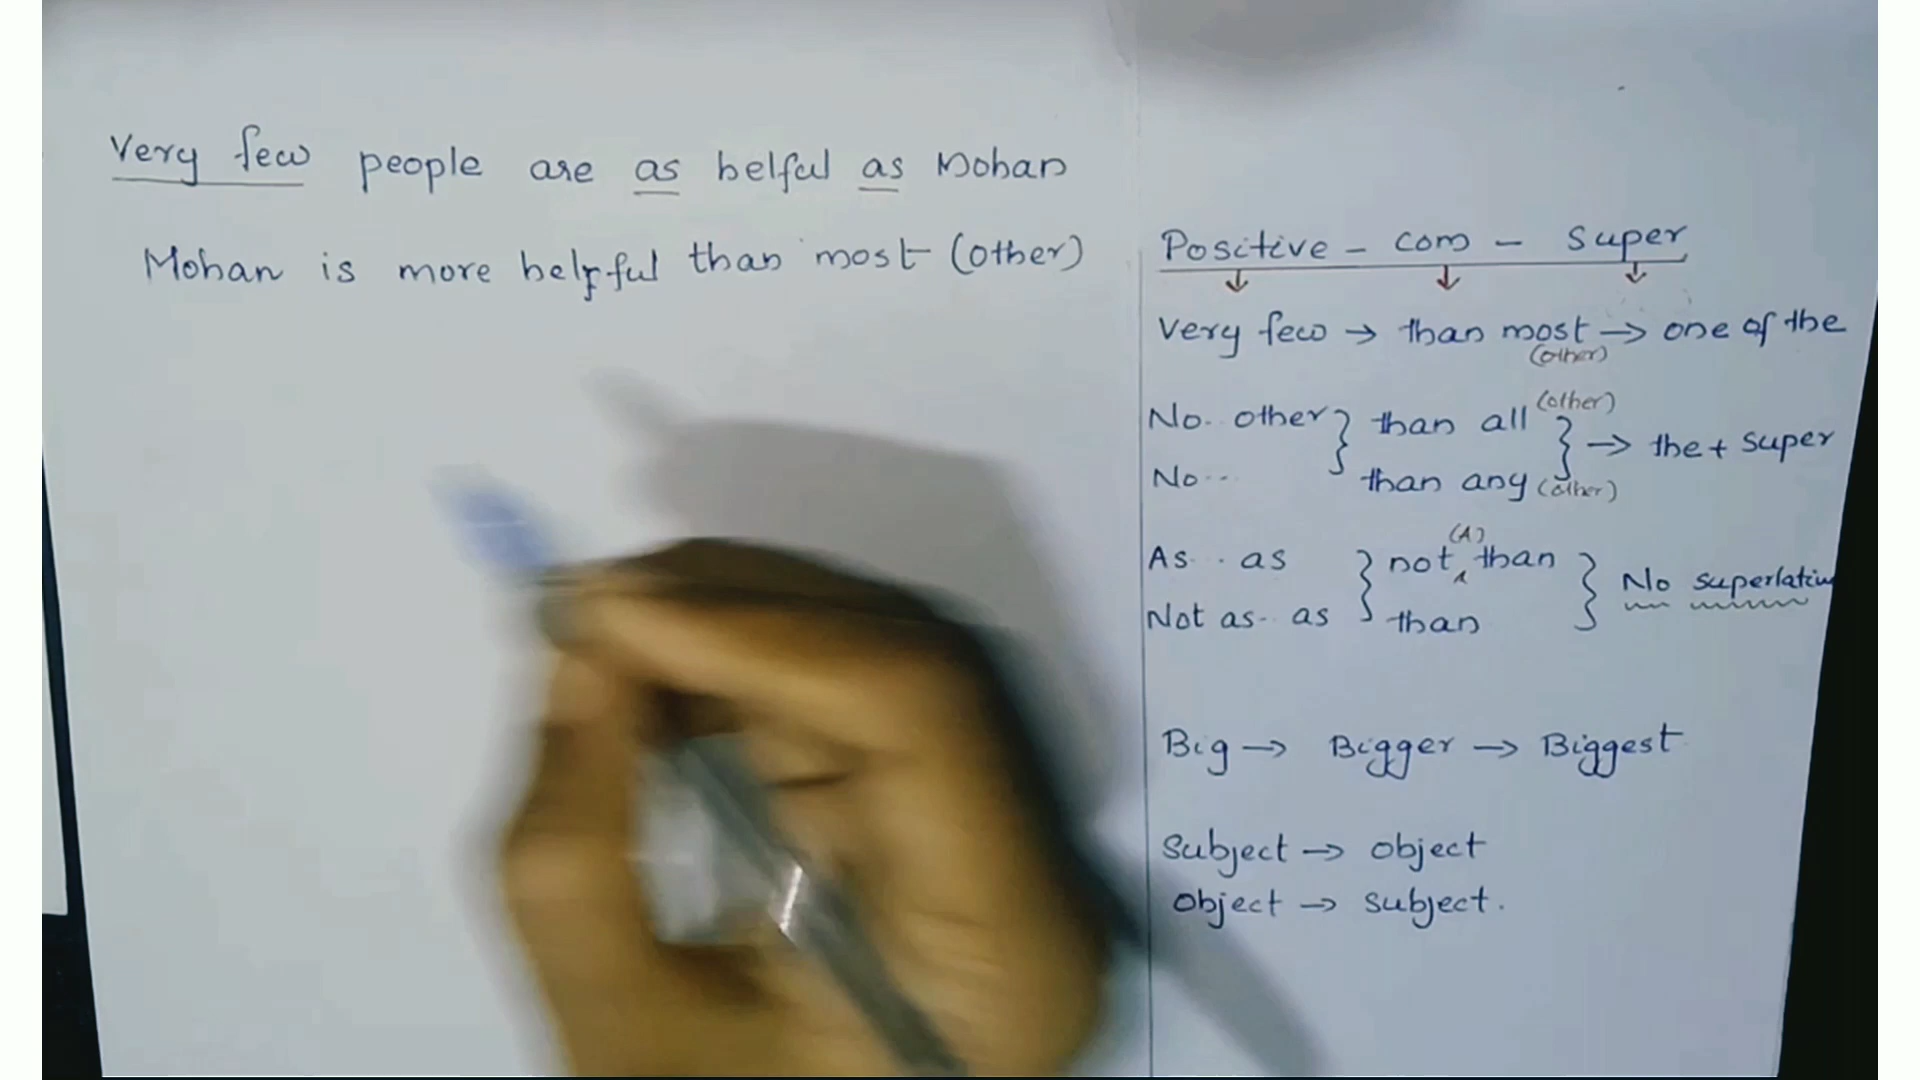 Very few people are as belful as Mohan
Mohan is more helpful than most (other)
Positive - com - super
Very few → than most → one of the
(other)
No.. other } than all (other) } → the + super
No... than any (other)
As... as } not (A) than } No superlative
Not as.. as than
Big → Bigger → Biggest
Subject → object
object → subject.